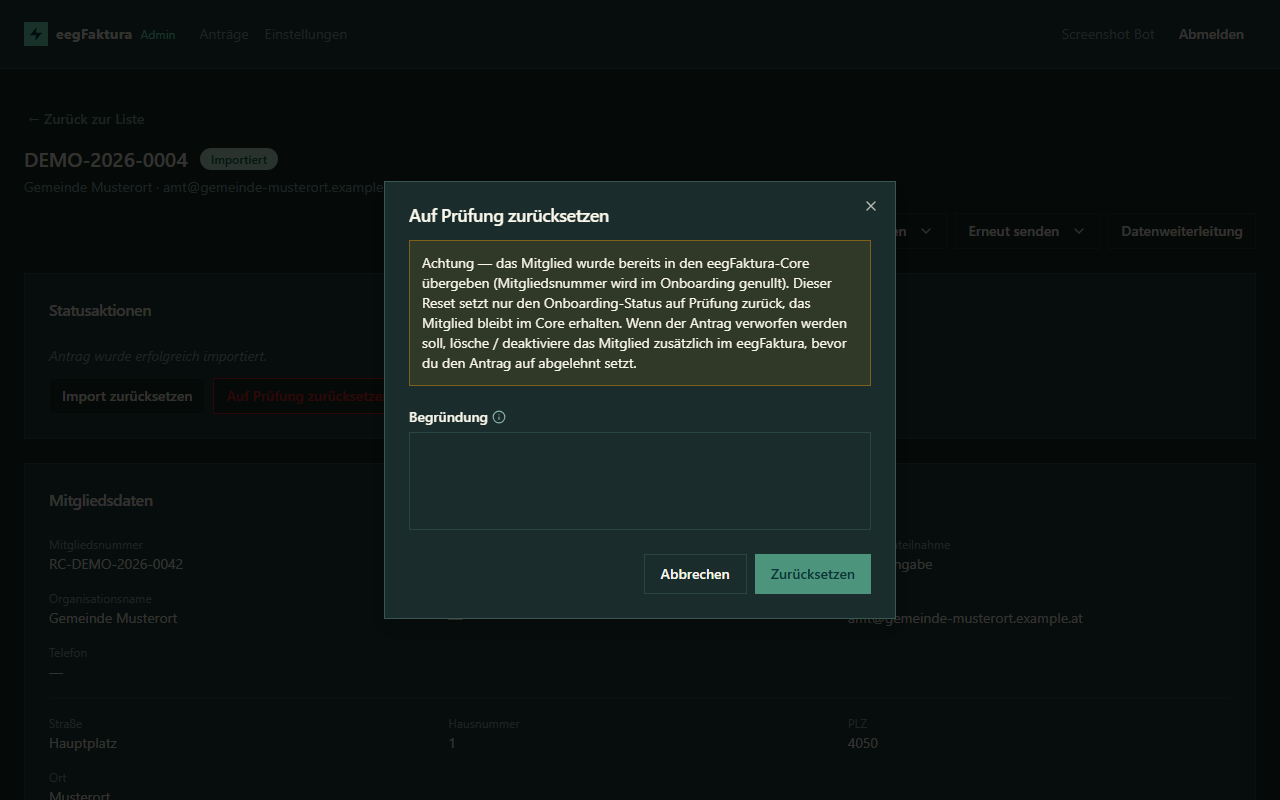 eegFaktura Admin Anträge Einstellungen Screenshot Bot Abmelden
← Zurück zur Liste
DEMO-2026-0004 Importiert
Gemeinde Musterort · amt@gemeinde-musterort.example
en Erneut senden Datenweiterleitung
Statusaktionen
Antrag wurde erfolgreich importiert.
Import zurücksetzen Auf Prüfung zurücksetzen
Auf Prüfung zurücksetzen
Achtung — das Mitglied wurde bereits in den eegFaktura-Core
übergeben (Mitgliedsnummer wird im Onboarding genullt). Dieser
Reset setzt nur den Onboarding-Status auf Prüfung zurück, das
Mitglied bleibt im Core erhalten. Wenn der Antrag verworfen werden
soll, lösche / deaktiviere das Mitglied zusätzlich im eegFaktura, bevor
du den Antrag auf abgelehnt setzt.
Begründung
Abbrechen Zurücksetzen
Mitgliedsdaten
Mitgliedsnummer
RC-DEMO-2026-0042
Organisationsname
Gemeinde Musterort — amt@gemeinde-musterort.example.at
Telefon
—
Straße Hausnummer PLZ
Hauptplatz 1 4050
Ort
Musterort